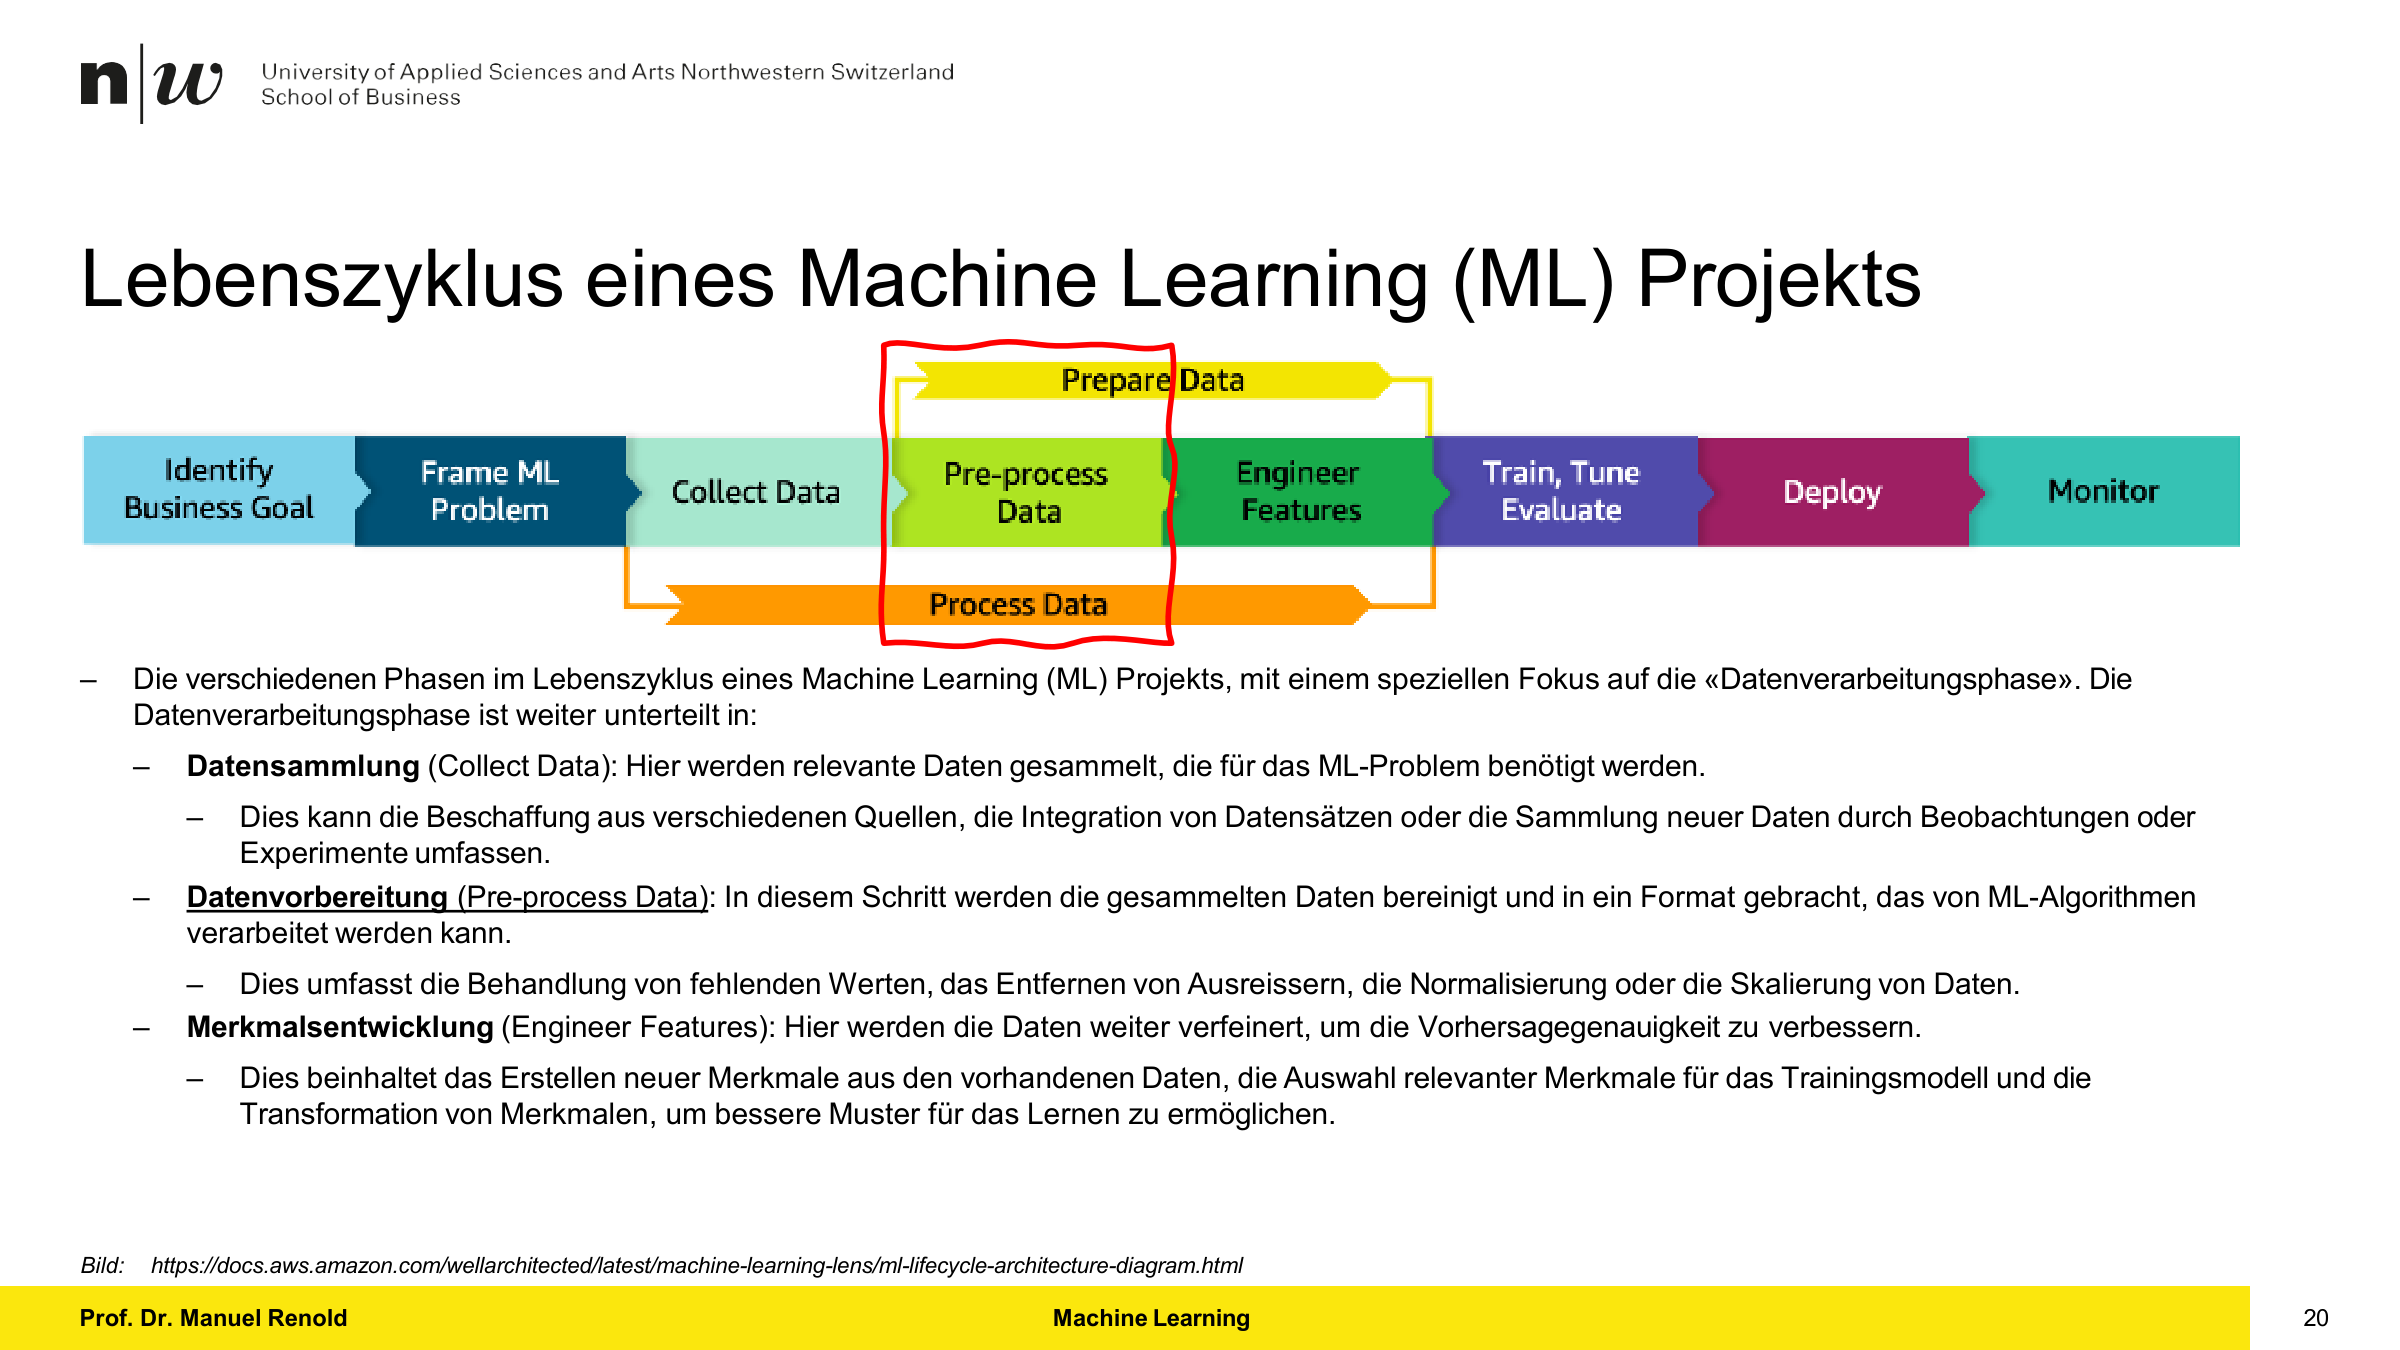 n|w University of Applied Sciences and Arts Northwestern Switzerland
School of Business
Lebenszyklus eines Machine Learning (ML) Projekts
Prepare Data
Identify
Business Goal
Frame ML
Problem
Collect Data
Pre-process
Data
Engineer
Features
Train, Tune
Evaluate
Deploy
Monitor
Process Data
– Die verschiedenen Phasen im Lebenszyklus eines Machine Learning (ML) Projekts, mit einem speziellen Fokus auf die «Datenverarbeitungsphase». Die
Datenverarbeitungsphase ist weiter unterteilt in:
– Datensammlung (Collect Data): Hier werden relevante Daten gesammelt, die für das ML-Problem benötigt werden.
– Dies kann die Beschaffung aus verschiedenen Quellen, die Integration von Datensätzen oder die Sammlung neuer Daten durch Beobachtungen oder
Experimente umfassen.
– Datenvorbereitung (Pre-process Data): In diesem Schritt werden die gesammelten Daten bereinigt und in ein Format gebracht, das von ML-Algorithmen
verarbeitet werden kann.
– Dies umfasst die Behandlung von fehlenden Werten, das Entfernen von Ausreissern, die Normalisierung oder die Skalierung von Daten.
– Merkmalsentwicklung (Engineer Features): Hier werden die Daten weiter verfeinert, um die Vorhersagegenauigkeit zu verbessern.
– Dies beinhaltet das Erstellen neuer Merkmale aus den vorhandenen Daten, die Auswahl relevanter Merkmale für das Trainingsmodell und die
Transformation von Merkmalen, um bessere Muster für das Lernen zu ermöglichen.
Bild: https://docs.aws.amazon.com/wellarchitected/latest/machine-learning-lens/ml-lifecycle-architecture-diagram.html
Prof. Dr. Manuel Renold
Machine Learning
20